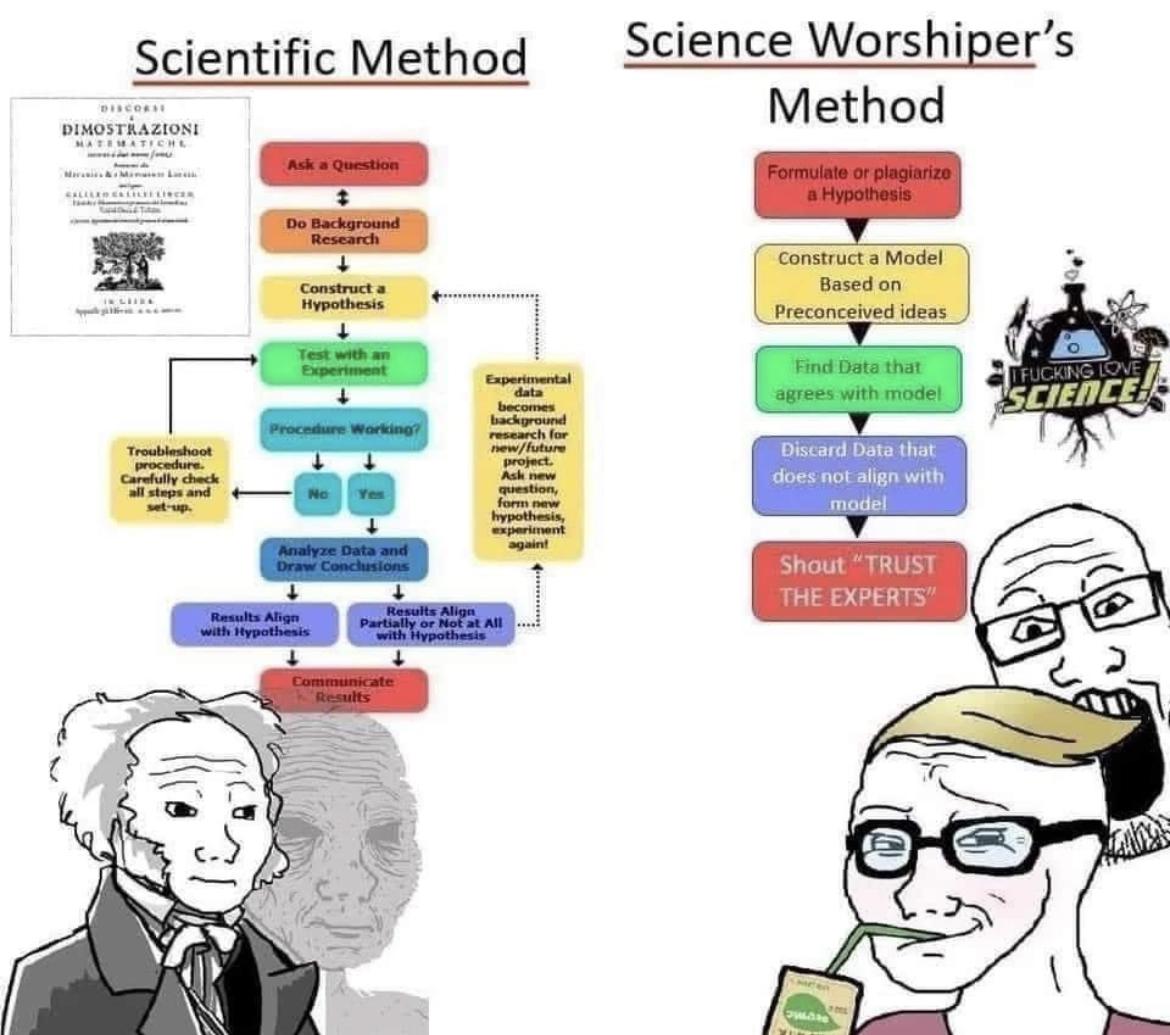 Scientific Method
DISCORSI
E
DIMOSTRAZIONI
MATEMATICHE
Ask a Question
Do Background
Research
Construct a
Hypothesis
Test with an
Experiment
Procedure Working?
No
Yes
Troubleshoot
procedure.
Carefully check
all steps and
set-up.
Experimental
data
becomes
background
research for
new/future
project.
Ask new
question,
form new
hypothesis,
experiment
again!
Analyze Data and
Draw Conclusions
Results Align
with Hypothesis
Results Align
Partially or Not at All
with Hypothesis
Communicate
Results
Science Worshiper's
Method
Formulate or plagiarize
a Hypothesis
Construct a Model
Based on
Preconceived ideas
Find Data that
agrees with model
Discard Data that
does not align with
model
Shout "TRUST
THE EXPERTS"
I FUCKING LOVE
SCIENCE!